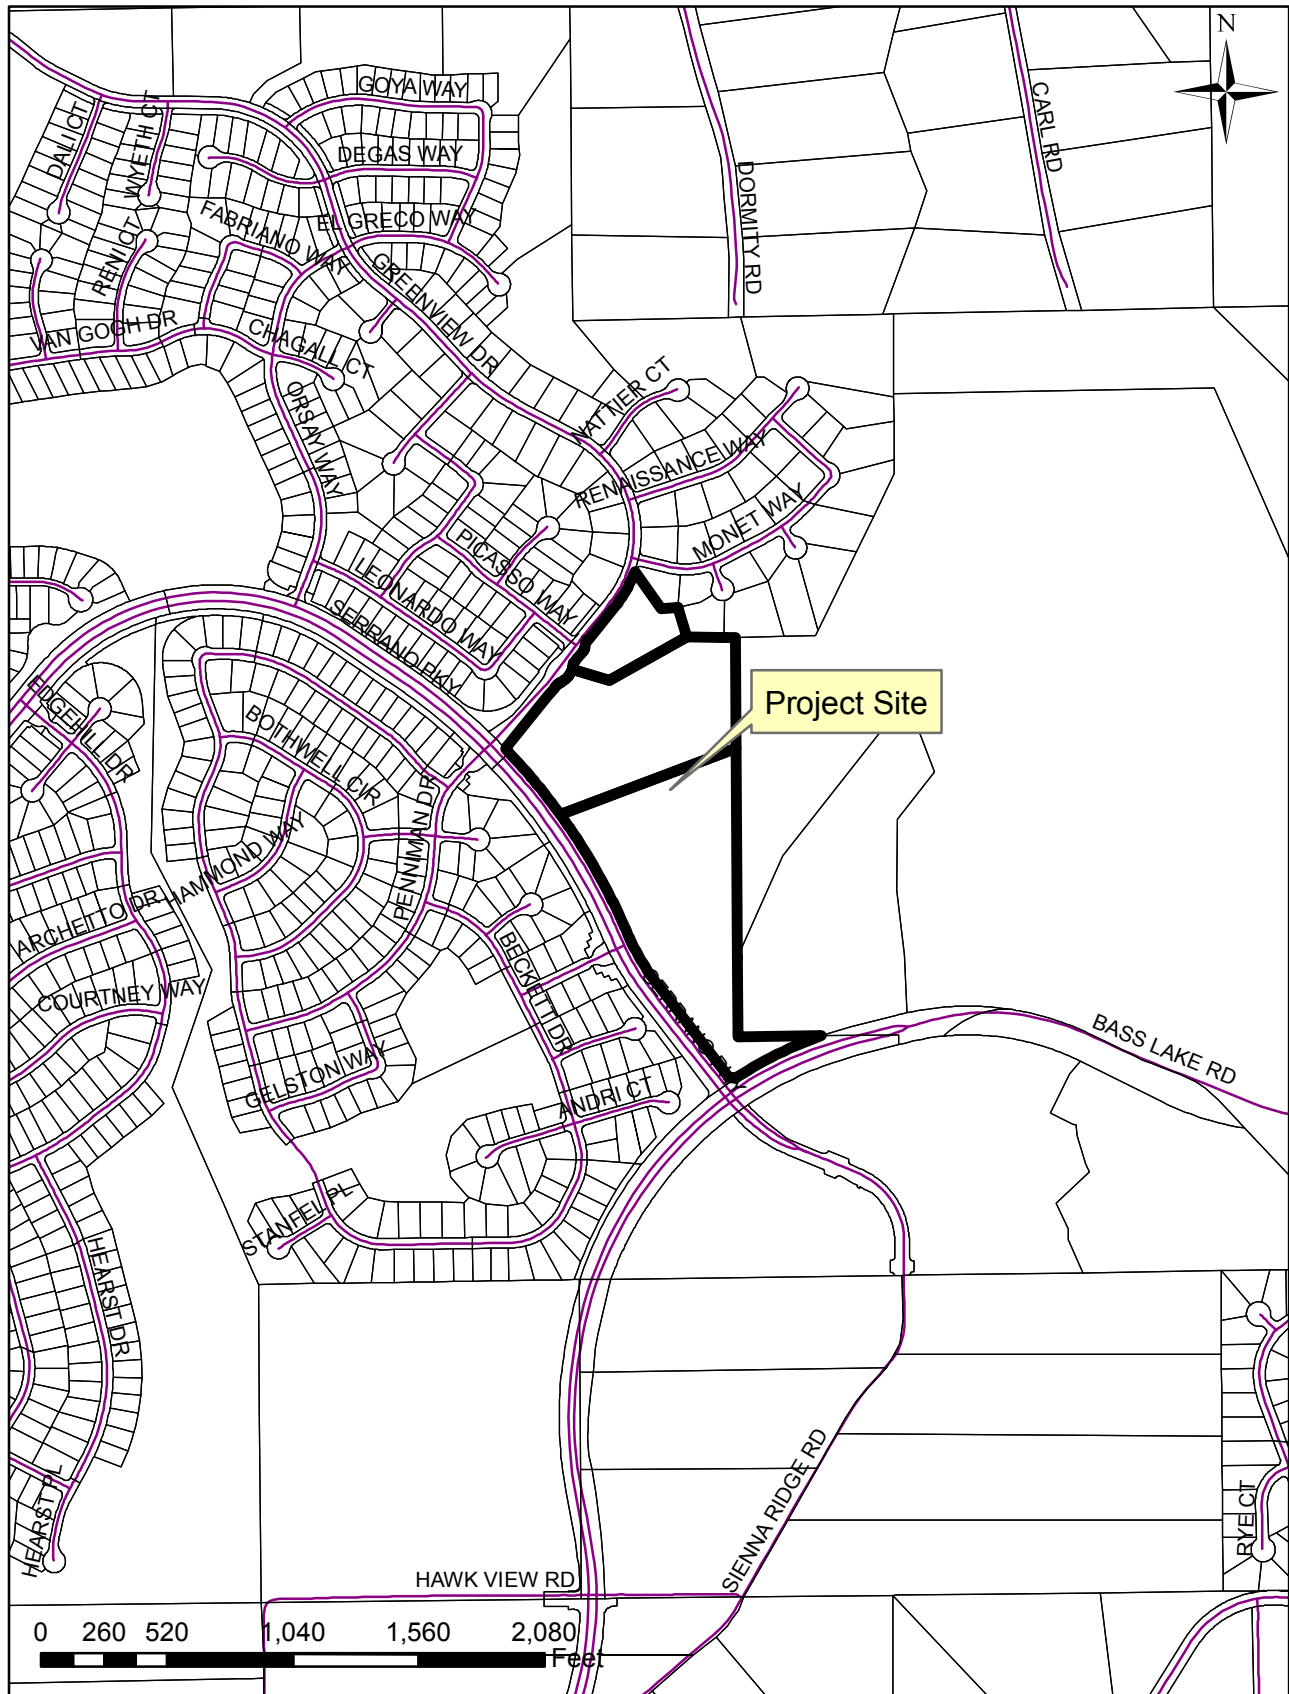 N
GOYA WAY
DALI CT
WYETH CT
DEGAS WAY
CARL RD
DORMITY RD
FABRIANO WAY
EL GRECO WAY
RENI CT
GREENVIEW DR
VAN GOGH DR
CHAGALL CT
ORSAY WAY
NATTIER CT
RENAISSANCE WAY
MONET WAY
PICASSO WAY
LEONARDO WAY
SERRANO PKY
Project Site
EDGEHILL DR
BOTHWELL CIR
PENNIMAN DR
HAMMOND WAY
ARCHETTO DR
BECKETT DR
COURTNEY WAY
SERRANO PKY
BASS LAKE RD
GELSTON WAY
ANDRI CT
STANFEL PL
HEARST DR
SIENNA RIDGE RD
HEARST PL
RYE CT
HAWK VIEW RD
0 260 520 1,040 1,560 2,080
Feet